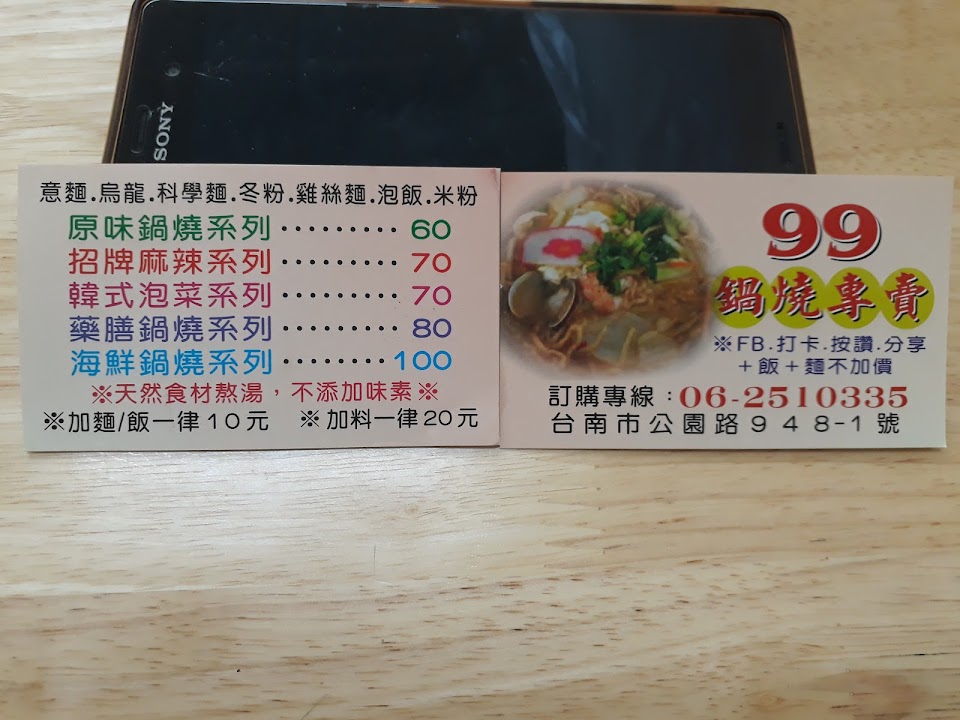 SONY
意麵.烏龍.科學麵.冬粉.雞絲麵.泡飯.米粉
原味鍋燒系列 ········· 60
招牌麻辣系列 ········· 70
韓式泡菜系列 ········· 70
藥膳鍋燒系列 ········· 80
海鮮鍋燒系列 ········ 100
※天然食材熬湯，不添加味素※
※加麵/飯一律10元 ※加料一律20元
99
鍋燒專賣
※FB.打卡.按讚.分享
＋飯＋麵不加價
訂購專線：06-2510335
台南市公園路948-1號